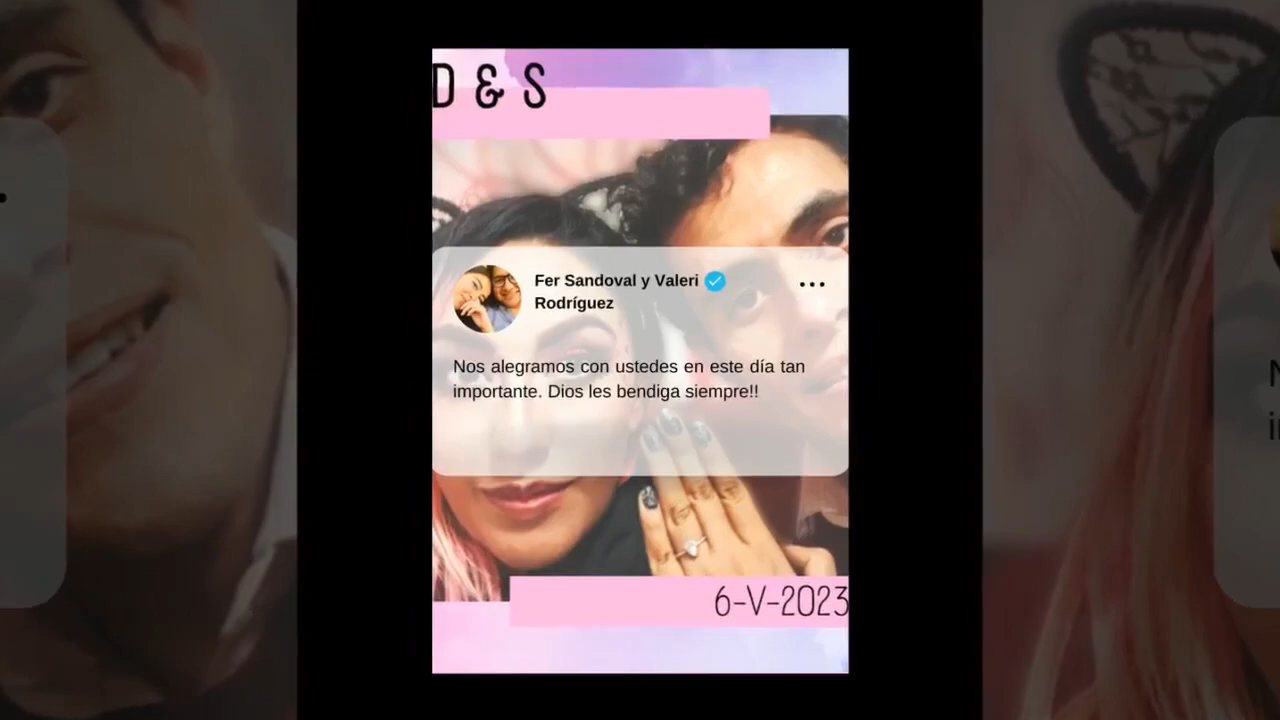 D & S
Fer Sandoval y Valeri
Rodríguez
Nos alegramos con ustedes en este día tan
importante. Dios les bendiga siempre!!
6-V-2023